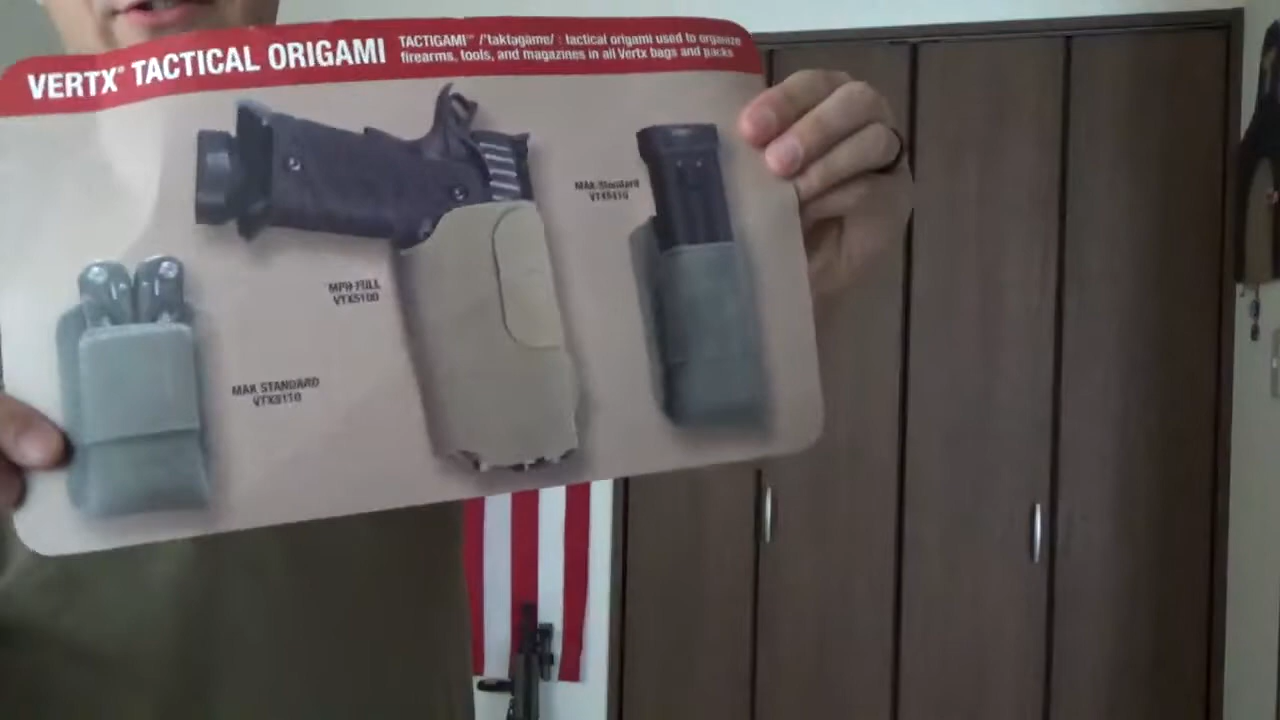 VERTX® TACTICAL ORIGAMI
TACTIGAMI™ /'taktəgäme/ : tactical origami used to organize
firearms, tools, and magazines in all Vertx bags and packs
MAK Standard
MPH FULL
VTX5100
MAK STANDARD
VTX5110